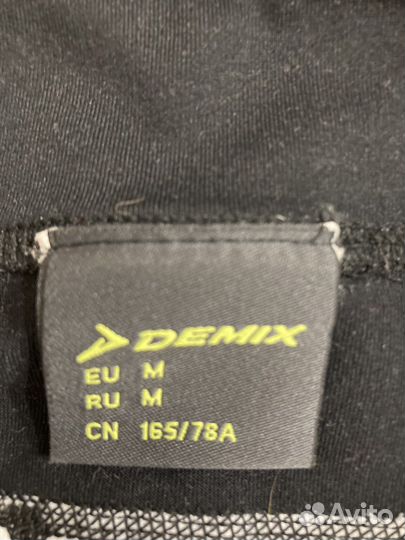 DEMIX
EU M
RU M
CN 165/78A
Avito